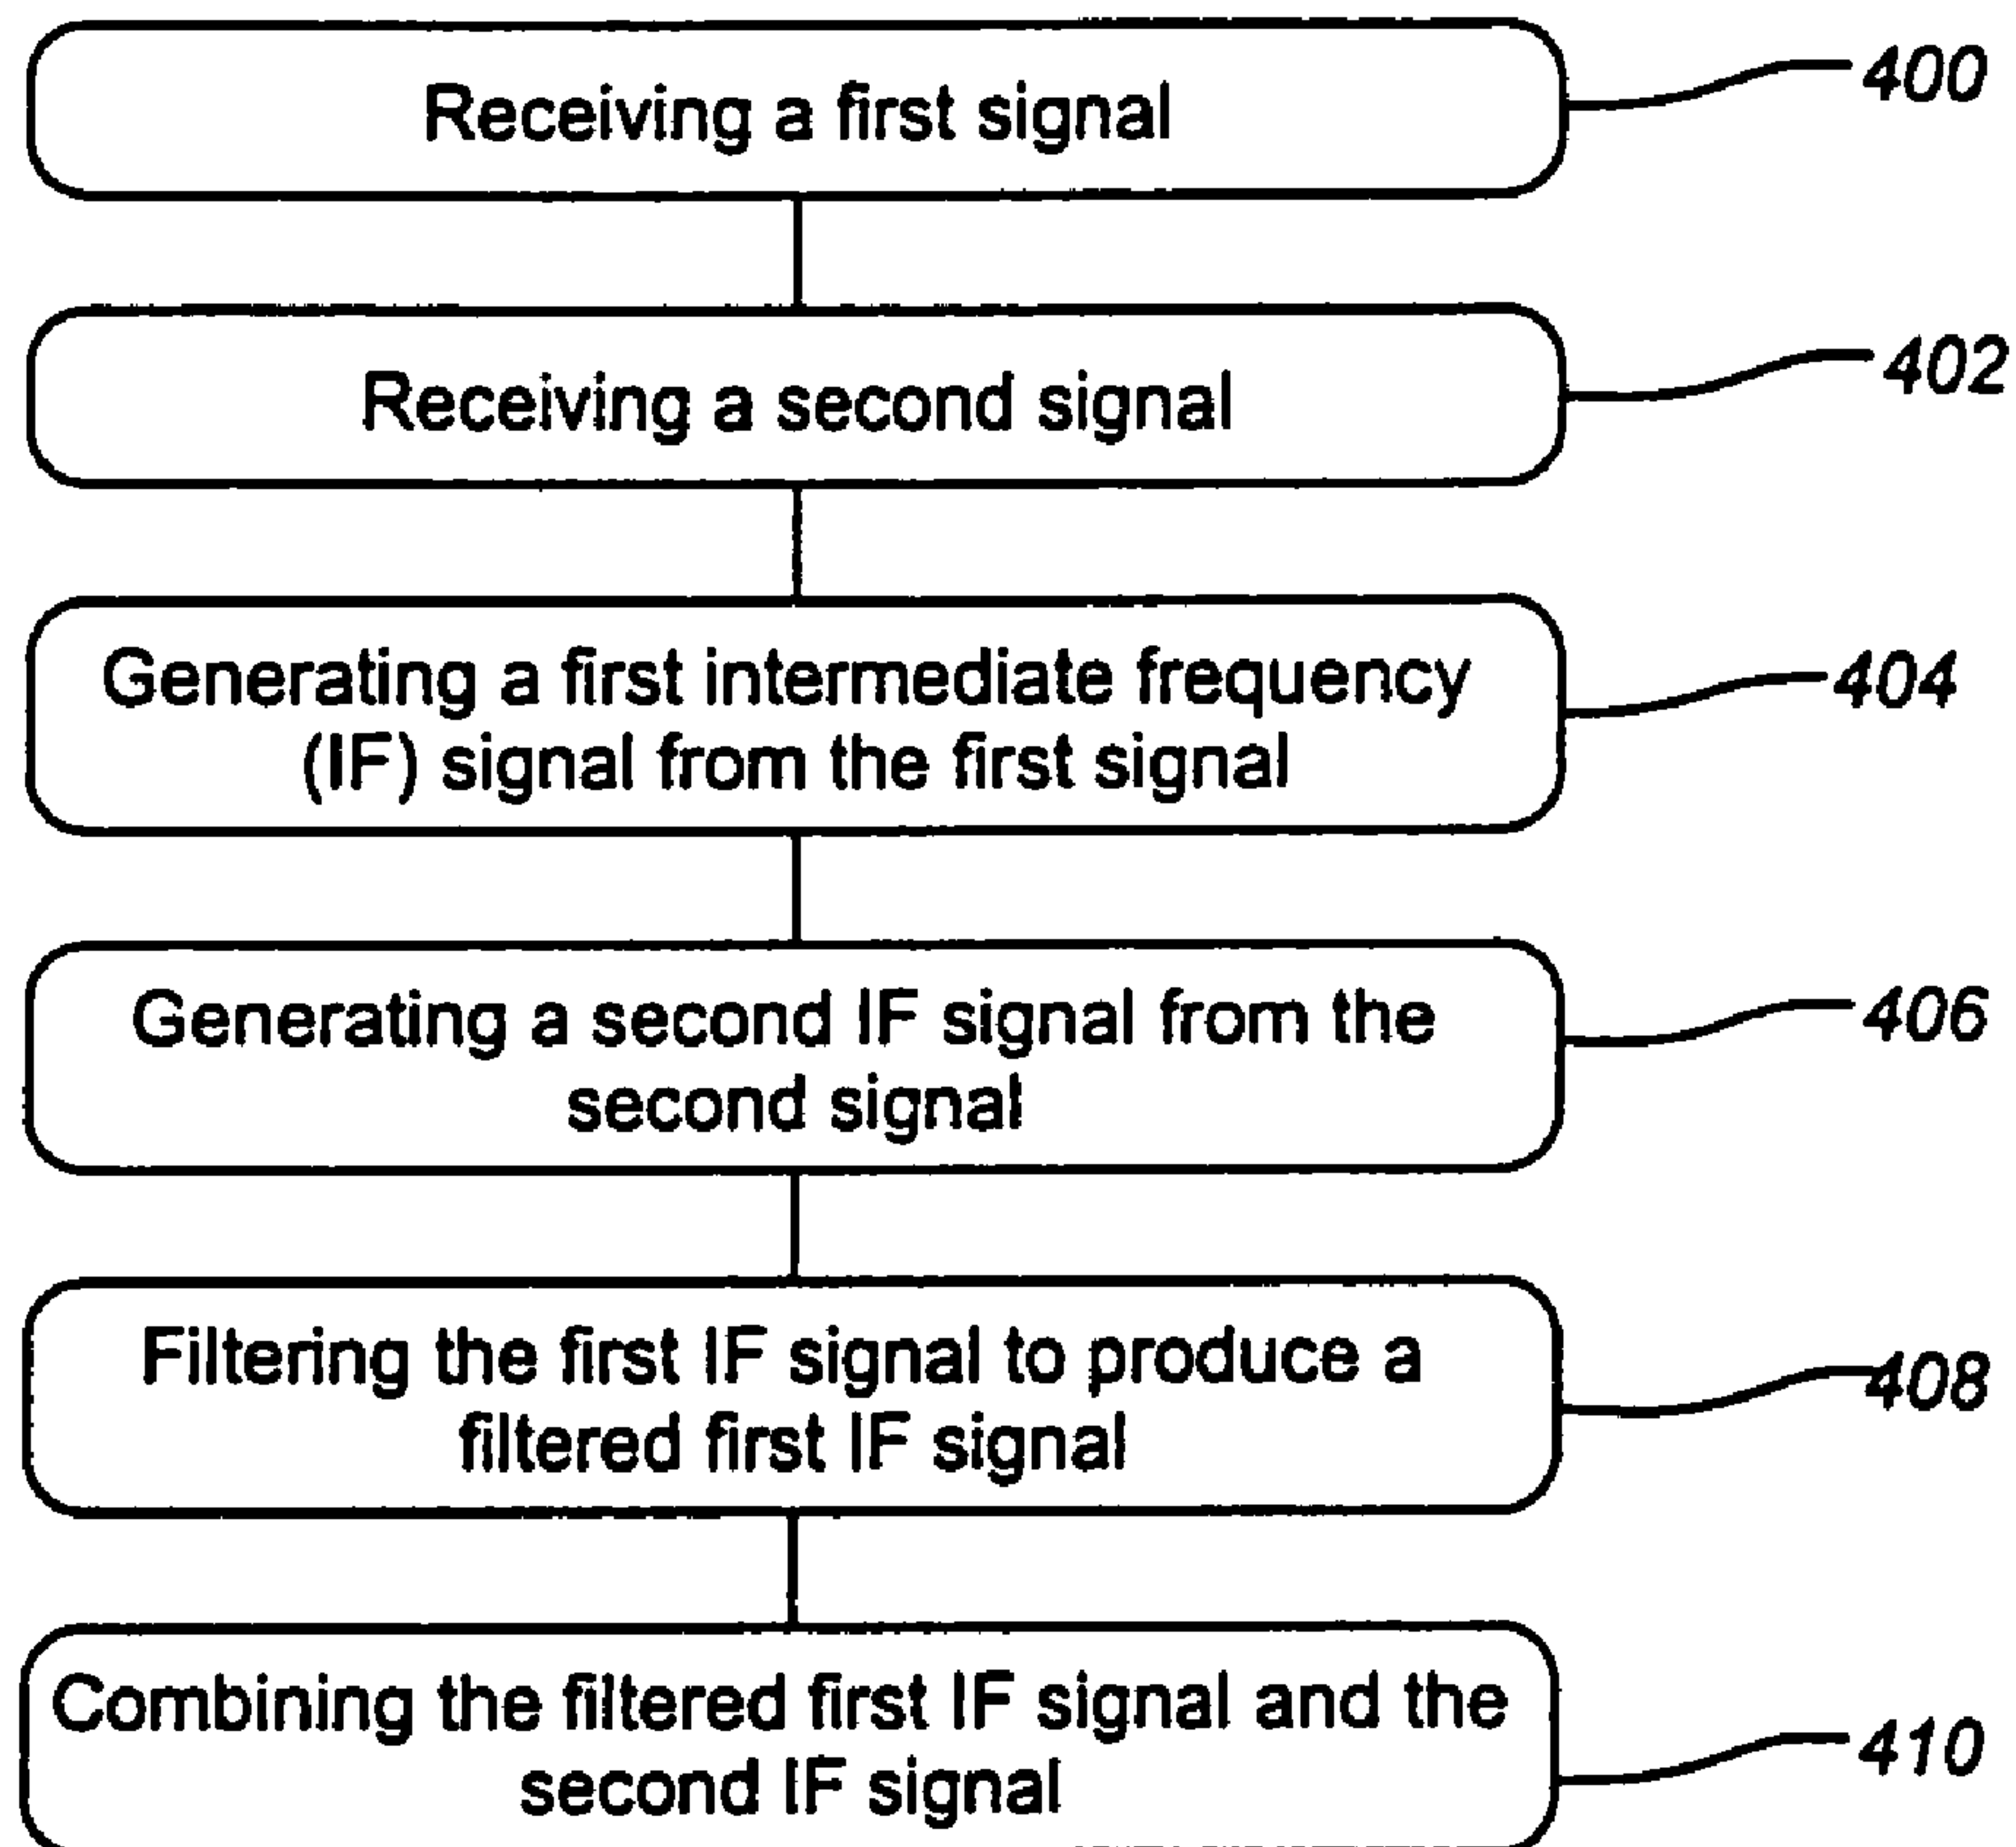 Receiving a first signal
400
Receiving a second signal
402
Generating a first intermediate frequency
(IF) signal from the first signal
404
Generating a second IF signal from the
second signal
406
Filtering the first IF signal to produce a
filtered first IF signal
408
Combining the filtered first IF signal and the
second IF signal
410